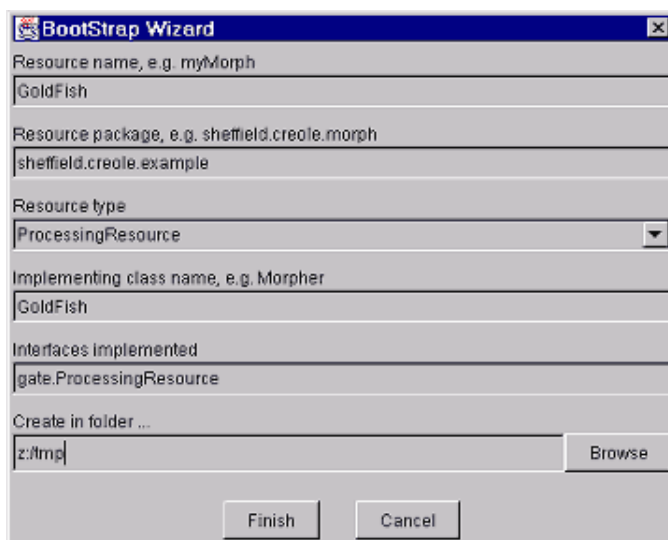 BootStrap Wizard
Resource name, e.g. myMorph
GoldFish
Resource package, e.g. sheffield.creole.morph
sheffield.creole.example
Resource type
ProcessingResource
Implementing class name, e.g. Morpher
GoldFish
Interfaces implemented
gate.ProcessingResource
Create in folder ...
z:/tmp
Browse
Finish
Cancel